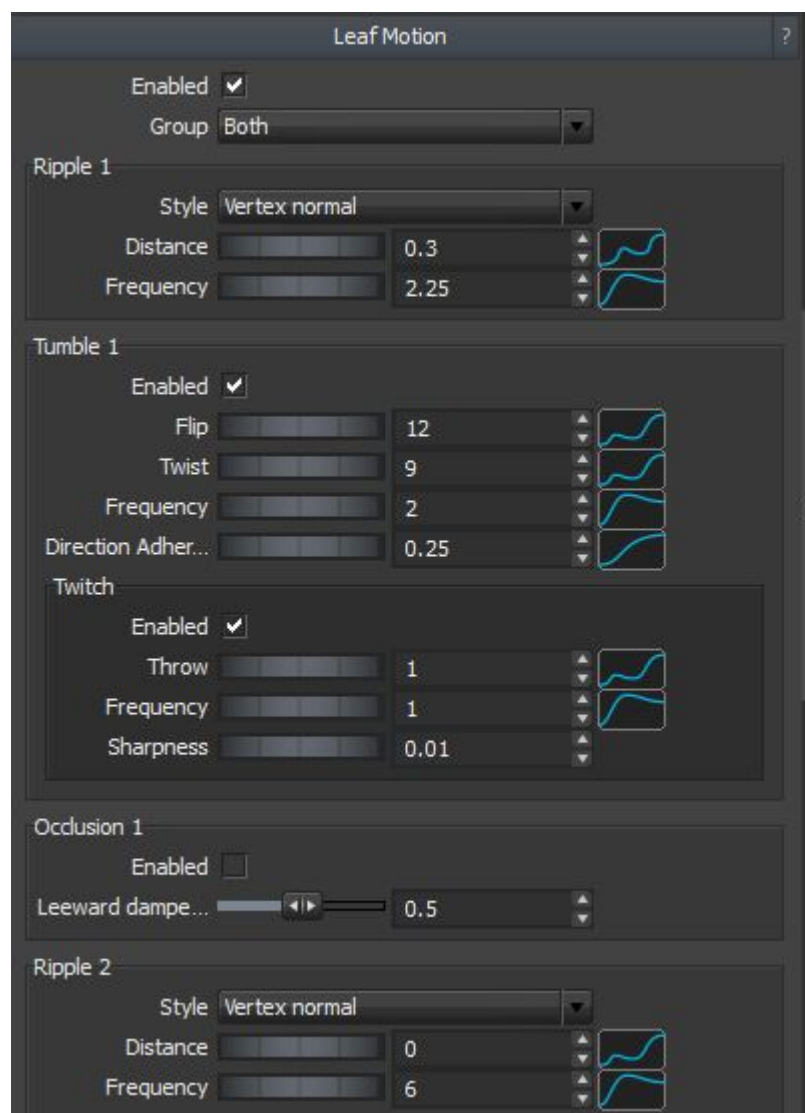 Leaf Motion ?
Enabled
Group Both
Ripple 1
Style Vertex normal
Distance 0.3
Frequency 2.25
Tumble 1
Enabled
Flip 12
Twist 9
Frequency 2
Direction Adher... 0.25
Twitch
Enabled
Throw 1
Frequency 1
Sharpness 0.01
Occlusion 1
Enabled
Leeward dampe... 0.5
Ripple 2
Style Vertex normal
Distance 0
Frequency 6